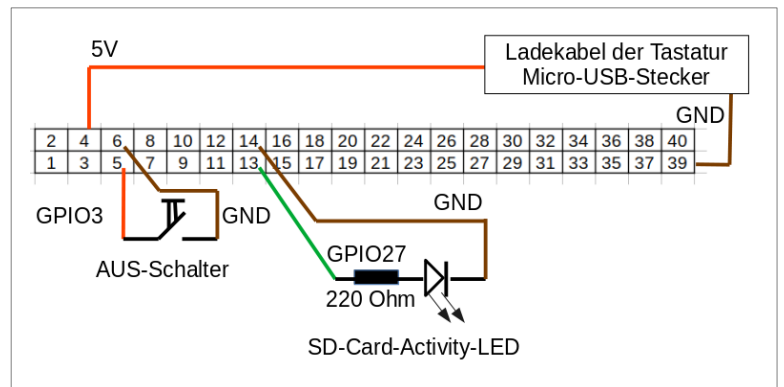 5V
Ladekabel der Tastatur
Micro-USB-Stecker
GND
2 4 6 8 10 12 14 16 18 20 22 24 26 28 30 32 34 36 38 40
1 3 5 7 9 11 13 15 17 19 21 23 25 27 29 31 33 35 37 39
GPIO3
GND
GND
AUS-Schalter
GPIO27
220 Ohm
SD-Card-Activity-LED